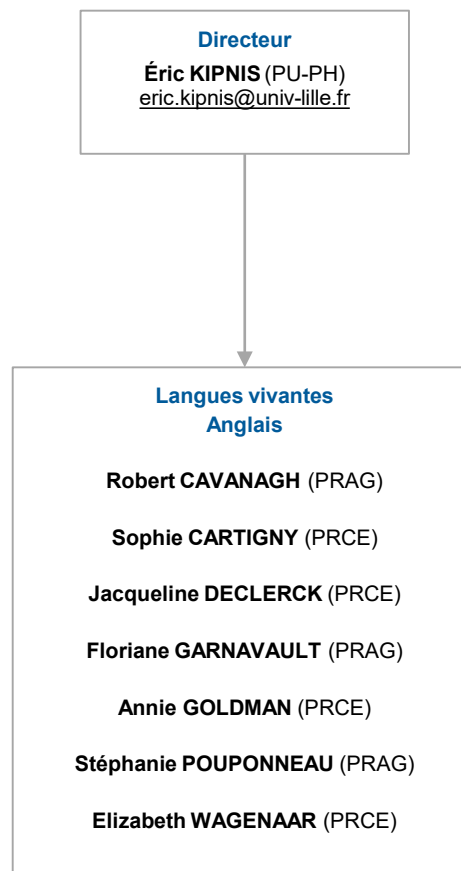 Directeur
Éric KIPNIS (PU-PH)
eric.kipnis@univ-lille.fr
Langues vivantes
Anglais
Robert CAVANAGH (PRAG)
Sophie CARTIGNY (PRCE)
Jacqueline DECLERCK (PRCE)
Floriane GARNAVAULT (PRAG)
Annie GOLDMAN (PRCE)
Stéphanie POUPONNEAU (PRAG)
Elizabeth WAGENAAR (PRCE)